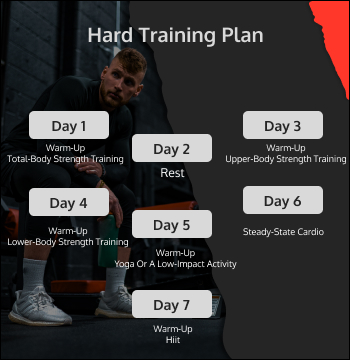 Hard Training Plan
Day 1
Warm-Up
Total-Body Strength Training
Day 2
Rest
Day 3
Warm-Up
Upper-Body Strength Training
Day 4
Warm-Up
Lower-Body Strength Training
Day 5
Warm-Up
Yoga Or A Low-Impact Activity
Day 6
Steady-State Cardio
Day 7
Warm-Up
Hiit